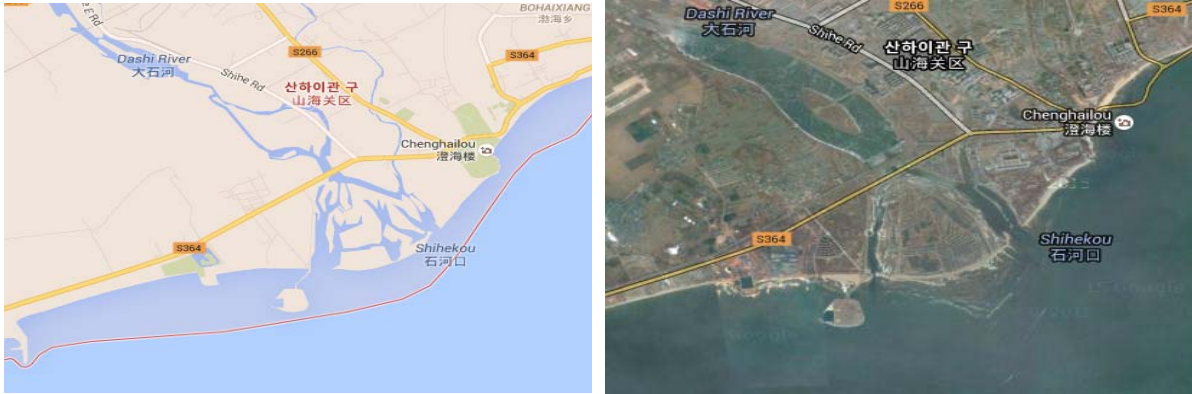 BOHAIXIANG
渤海乡
S364
S266
Dashi River
大石河
Shihe Rd
산하이관 구
山海关区
Chenghailou
澄海楼
S364
Shihekou
石河口
S364
S266
Dashi River
大石河
Shihe Rd
산하이관 구
山海关区
Chenghailou
澄海楼
S364
Shihekou
石河口
Google